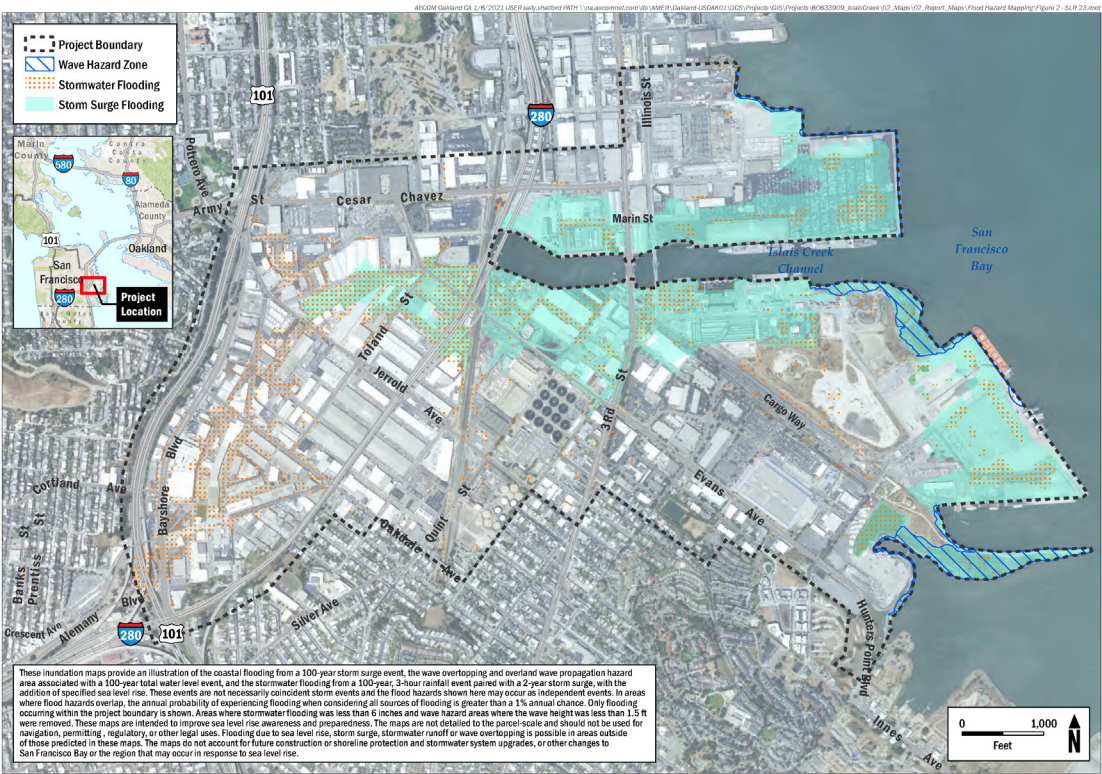 AECOM Oakland CA 1/6/2021 USER sally.shatford PATH \\na.aecomnet.com\lfs\AMER\Oakland-USOAK01\DCS\Projects\GIS\Projects\60633909_IslaisCreek\02_Maps\02_Report_Maps\Flood Hazard Mapping\Figure 2 - SLR 23.mxd
Project Boundary
Wave Hazard Zone
Stormwater Flooding
Storm Surge Flooding
101
280
Illinois St
Marin County
Contra Costa County
580
80
Alameda County
101
Oakland
San Francisco
280
San Mateo County
Project Location
Potrero Ave
Army St
Cesar Chavez
Marin St
Islais Creek
Channel
San
Francisco
Bay
Toland St
Jerrold Ave
3Rd St
Cargo Way
Evans Ave
Cortland Ave
Bayshore Blvd
Quint St
Oakdale Ave
Banks St
Prentiss St
Silver Ave
Crescent Ave
Alemany Blvd
280
101
Hunters Point Blvd
Innes Ave
These inundation maps provide an illustration of the coastal flooding from a 100-year storm surge event, the wave overtopping and overland wave propagation hazard
area associated with a 100-year total water level event, and the stormwater flooding from a 100-year, 3-hour rainfall event paired with a 2-year storm surge, with the
addition of specified sea level rise. These events are not necessarily coincident storm events and the flood hazards shown here may occur as independent events. In areas
where flood hazards overlap, the annual probability of experiencing flooding when considering all sources of flooding is greater than a 1% annual chance. Only flooding
occurring within the project boundary is shown. Areas where stormwater flooding was less than 6 inches and wave hazard areas where the wave height was less than 1.5 ft
were removed. These maps are intended to improve sea level rise awareness and preparedness. The maps are not detailed to the parcel-scale and should not be used for
navigation, permitting , regulatory, or other legal uses. Flooding due to sea level rise, storm surge, stormwater runoff or wave overtopping is possible in areas outside
of those predicted in these maps. The maps do not account for future construction or shoreline protection and stormwater system upgrades, or other changes to
San Francisco Bay or the region that may occur in response to sea level rise.
0 1,000
Feet
N